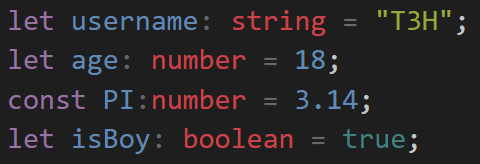 let username: string = "T3H";
let age: number = 18;
const PI:number = 3.14;
let isBoy: boolean = true;